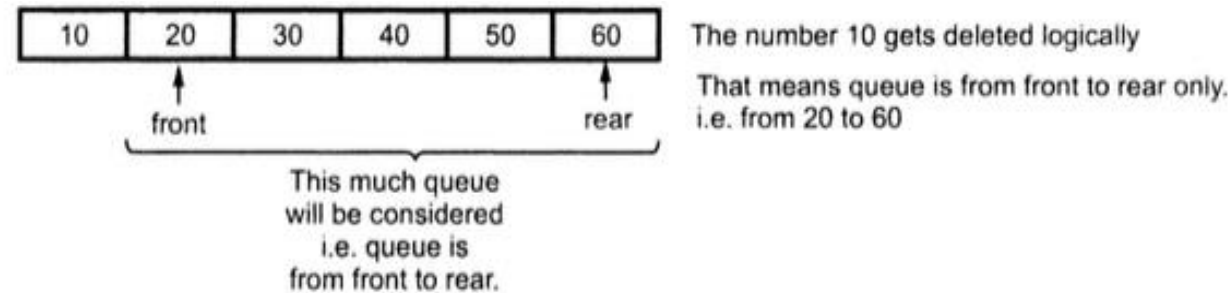 10 20 30 40 50 60
The number 10 gets deleted logically
That means queue is from front to rear only.
i.e. from 20 to 60
front
rear
This much queue
will be considered
i.e. queue is
from front to rear.